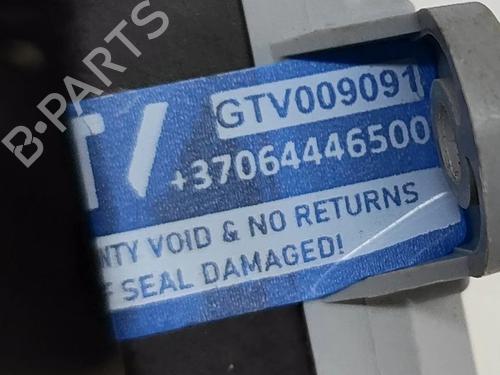 B-PARTS
T/
GTV009091
+37064446500
NTY VOID & NO RETURNS
F SEAL DAMAGED!